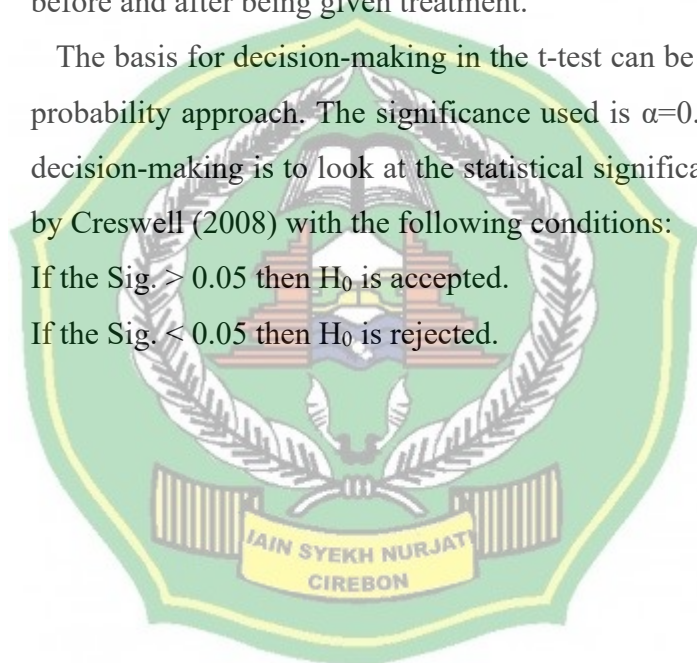 before and after being given treatment.
The basis for decision-making in the t-test can be
probability approach. The significance used is α=0.
decision-making is to look at the statistical significa
by Creswell (2008) with the following conditions:
If the Sig. > 0.05 then H₀ is accepted.
If the Sig. < 0.05 then H₀ is rejected.
IAIN SYEKH NURJATI
CIREBON